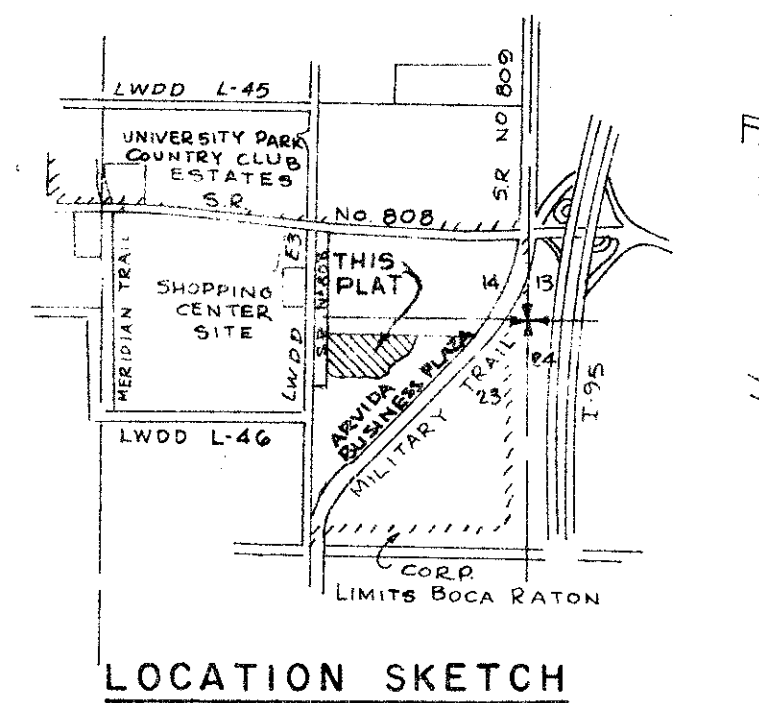 LWDD L-45
S.R NO 809
UNIVERSITY PARK
COUNTRY CLUB
ESTATES
S.R. No. 808
MERIDIAN TRAIL
SHOPPING
CENTER
SITE
LWDD E3
S.R No 808
THIS
PLAT
14
13
24
23
ARVIDA
BUSINESS PLAZA
MILITARY TRAIL
I-95
LWDD L-46
CORP.
LIMITS BOCA RATON
LOCATION SKETCH